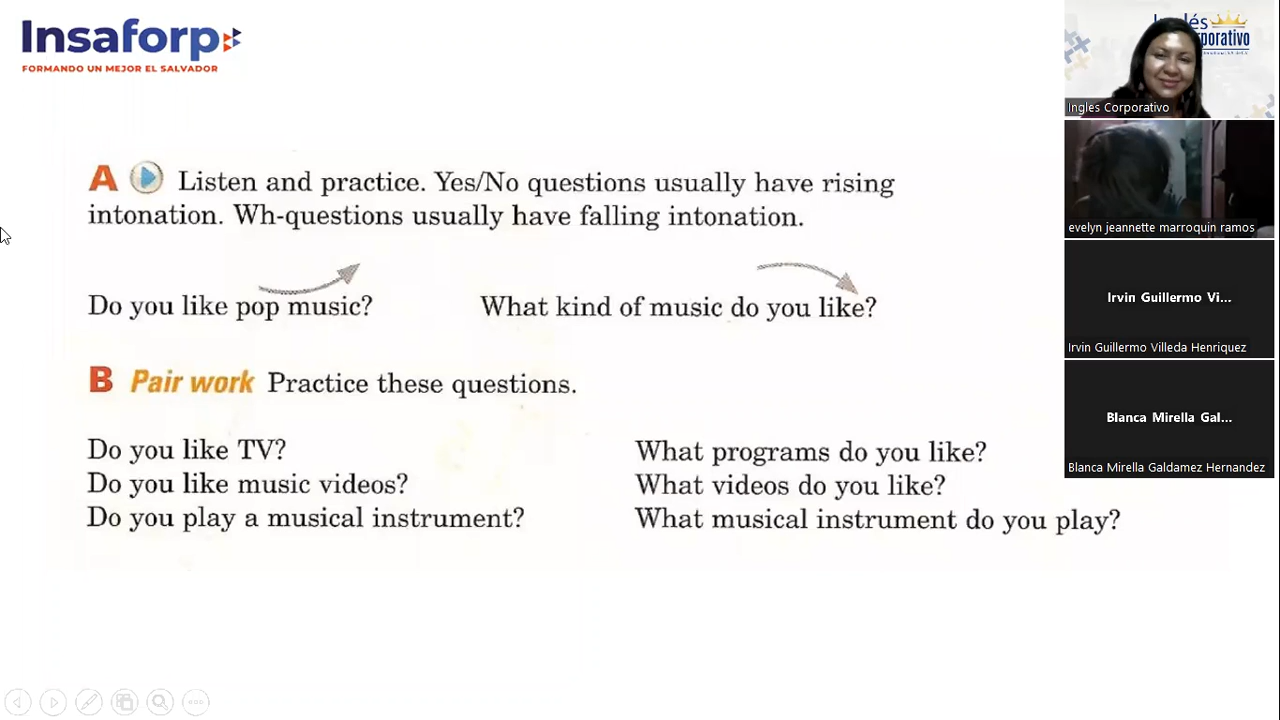 Insaforp
FORMANDO UN MEJOR EL SALVADOR
A Listen and practice. Yes/No questions usually have rising
intonation. Wh-questions usually have falling intonation.
Do you like pop music? What kind of music do you like?
B Pair work Practice these questions.
Do you like TV? What programs do you like?
Do you like music videos? What videos do you like?
Do you play a musical instrument? What musical instrument do you play?
Inglés
Ingles Corporativo
evelyn jeannette marroquin ramos
Irvin Guillermo Vi...
Irvin Guillermo Villeda Henriquez
Blanca Mirella Gal...
Blanca Mirella Galdamez Hernandez